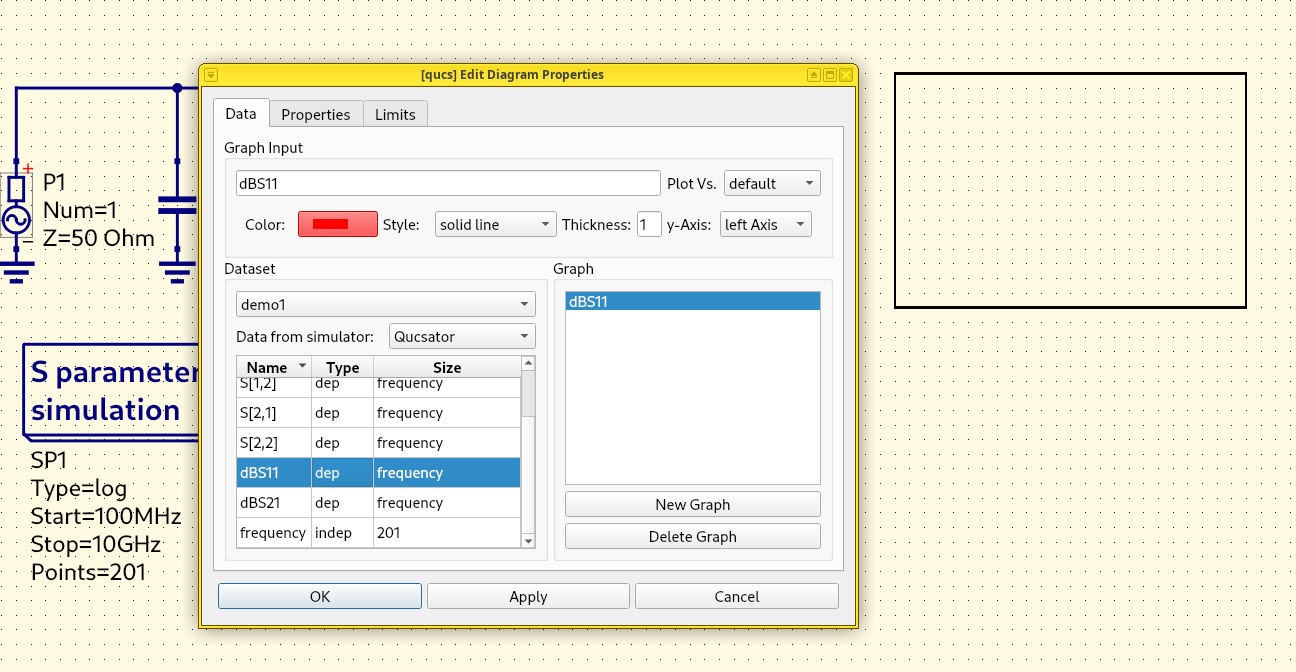 [qucs] Edit Diagram Properties
Data Properties Limits
Graph Input
dBS11 Plot Vs. default
Color: Style: solid line Thickness: 1 y-Axis: left Axis
Dataset Graph
demo1 dBS11
Data from simulator: Qucsator
Name Type Size
S[1,2] dep frequency
S[2,1] dep frequency
S[2,2] dep frequency
dBS11 dep frequency
dBS21 dep frequency
frequency indep 201
New Graph
Delete Graph
OK Apply Cancel
+
P1
Num=1
Z=50 Ohm
S parameter
simulation
SP1
Type=log
Start=100MHz
Stop=10GHz
Points=201